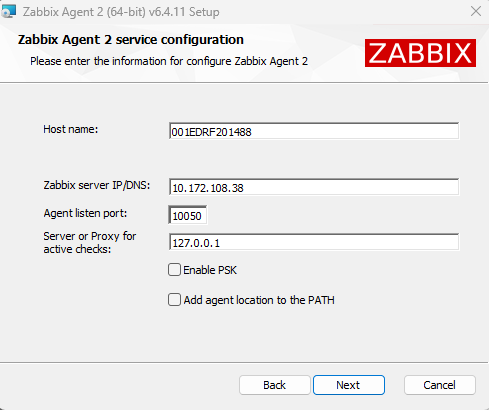 Zabbix Agent 2 (64-bit) v6.4.11 Setup
Zabbix Agent 2 service configuration
Please enter the information for configure Zabbix Agent 2
ZABBIX
Host name:
001EDRF201488
Zabbix server IP/DNS:
10.172.108.38
Agent listen port:
10050
Server or Proxy for
active checks:
127.0.0.1
Enable PSK
Add agent location to the PATH
Back
Next
Cancel